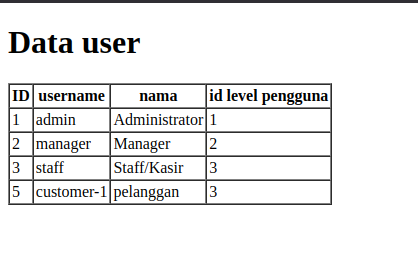 Data user
ID username nama id level pengguna
1 admin Administrator 1
2 manager Manager 2
3 staff Staff/Kasir 3
5 customer-1 pelanggan 3